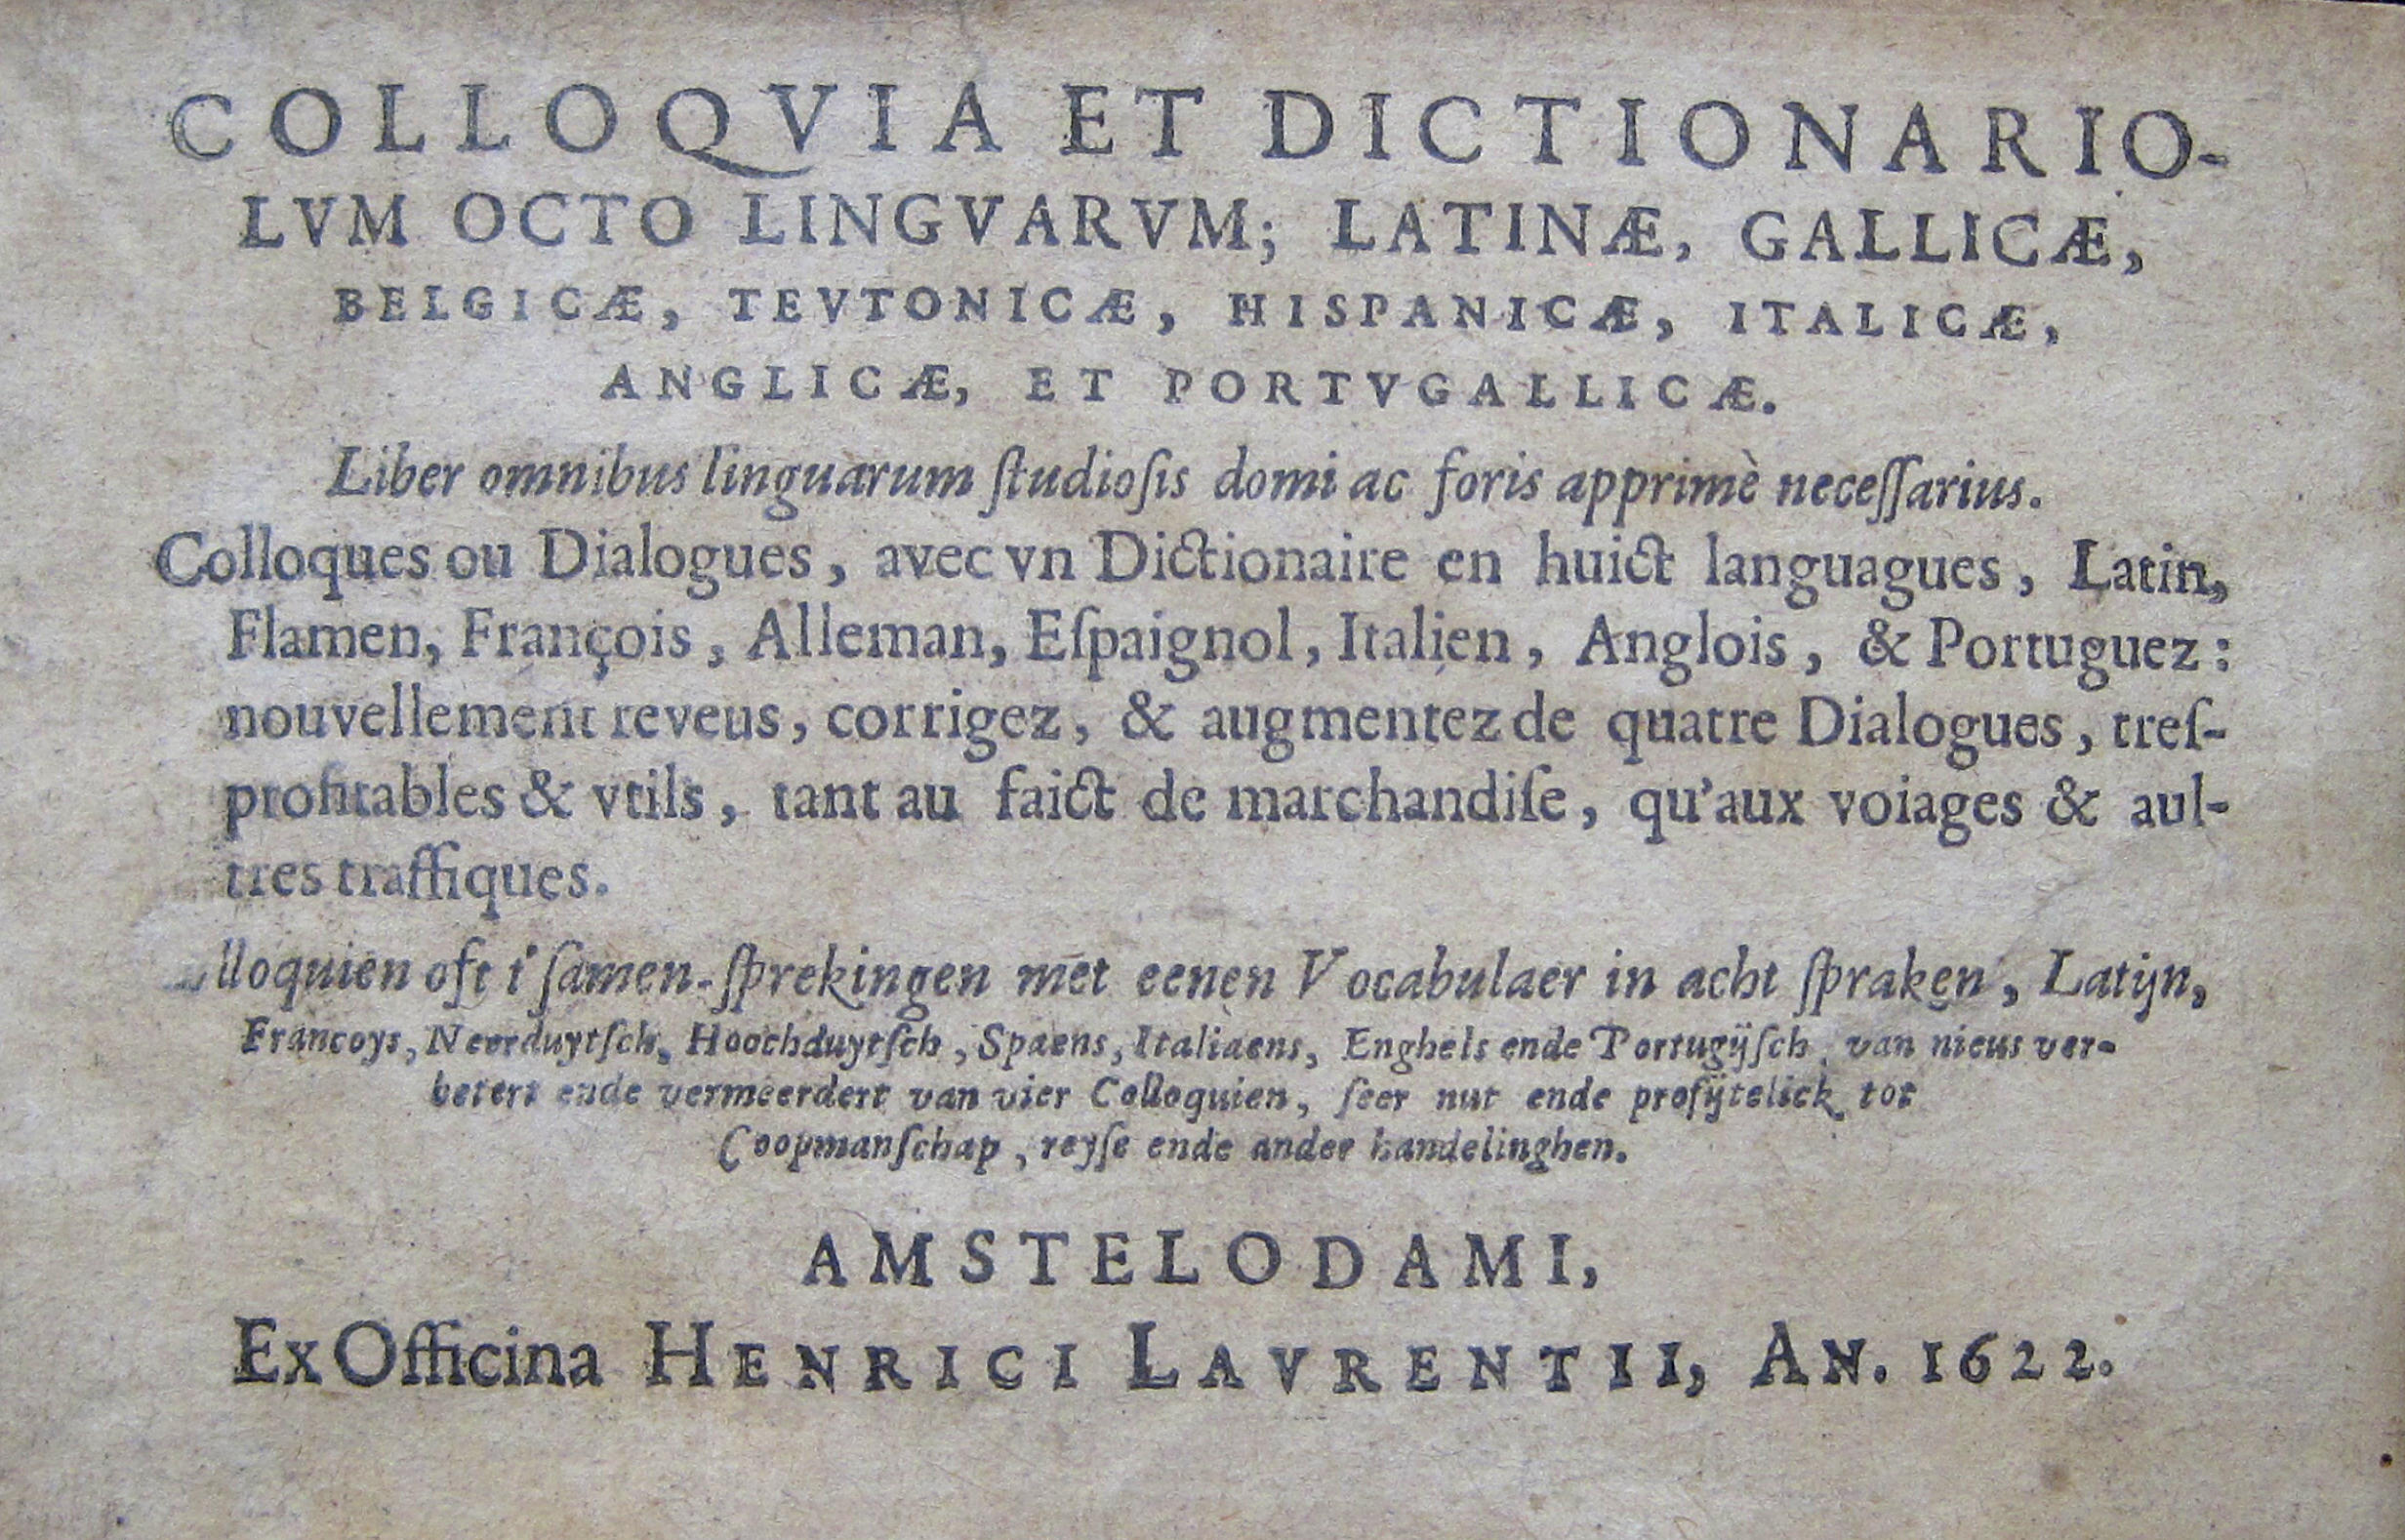 COLLOQVIA ET DICTIONARIO-
LVM OCTO LINGVARVM; LATINÆ, GALLICÆ,
BELGICÆ, TEVTONICÆ, HISPANICÆ, ITALICÆ,
ANGLICÆ, ET PORTVGALLICÆ.
Liber omnibus linguarum ſtudioſis domi ac foris apprimè neceſſarius.
Colloques ou Dialogues, avec vn Dictionaire en huict languagues, Latin,
Flamen, François, Alleman, Eſpaignol, Italien, Anglois, & Portuguez:
nouvellement reveus, corrigez, & augmentez de quatre Dialogues, treſ-
profitables & vtils, tant au faict de marchandiſe, qu'aux voiages & aul-
tres traffiques.
lloquien oft t'ſamen-ſprekingen met eenen Vocabulaer in acht ſpraken, Latijn,
Francoys, Neerduytſch, Hoochduytſch, Spaens, Italiaens, Enghels ende Portugijſch, van nieus ver-
betert ende vermeerdert van vier Colloquien, ſeer nut ende profijtelick tot
Coopmanſchap, reyſe ende ander handelinghen.
AMSTELODAMI,
Ex Officina HENRICI LAVRENTII, AN. 1622.